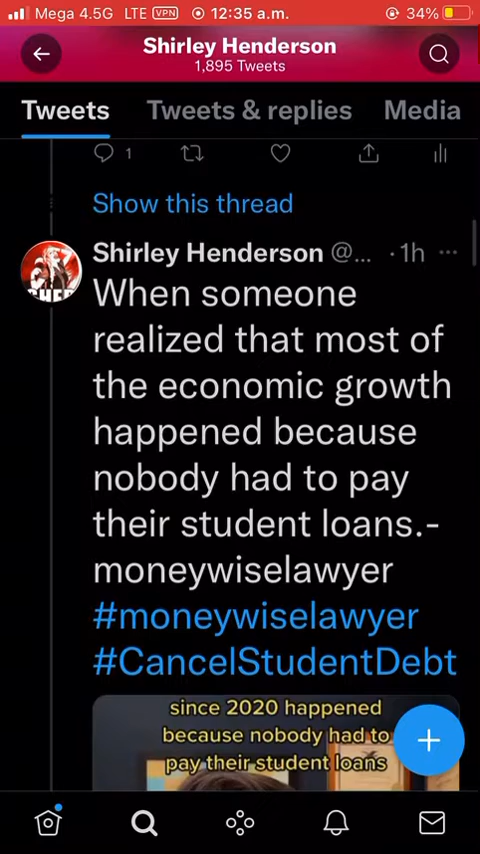 Mega 4.5G LTE VPN 12:35 a.m. 34%
Shirley Henderson
1,895 Tweets
Tweets Tweets & replies Media
1
Show this thread
Shirley Henderson @... · 1h ···
When someone
realized that most of
the economic growth
happened because
nobody had to pay
their student loans.-
moneywiselawyer
#moneywiselawyer
#CancelStudentDebt
since 2020 happened
because nobody had to
pay their student loans